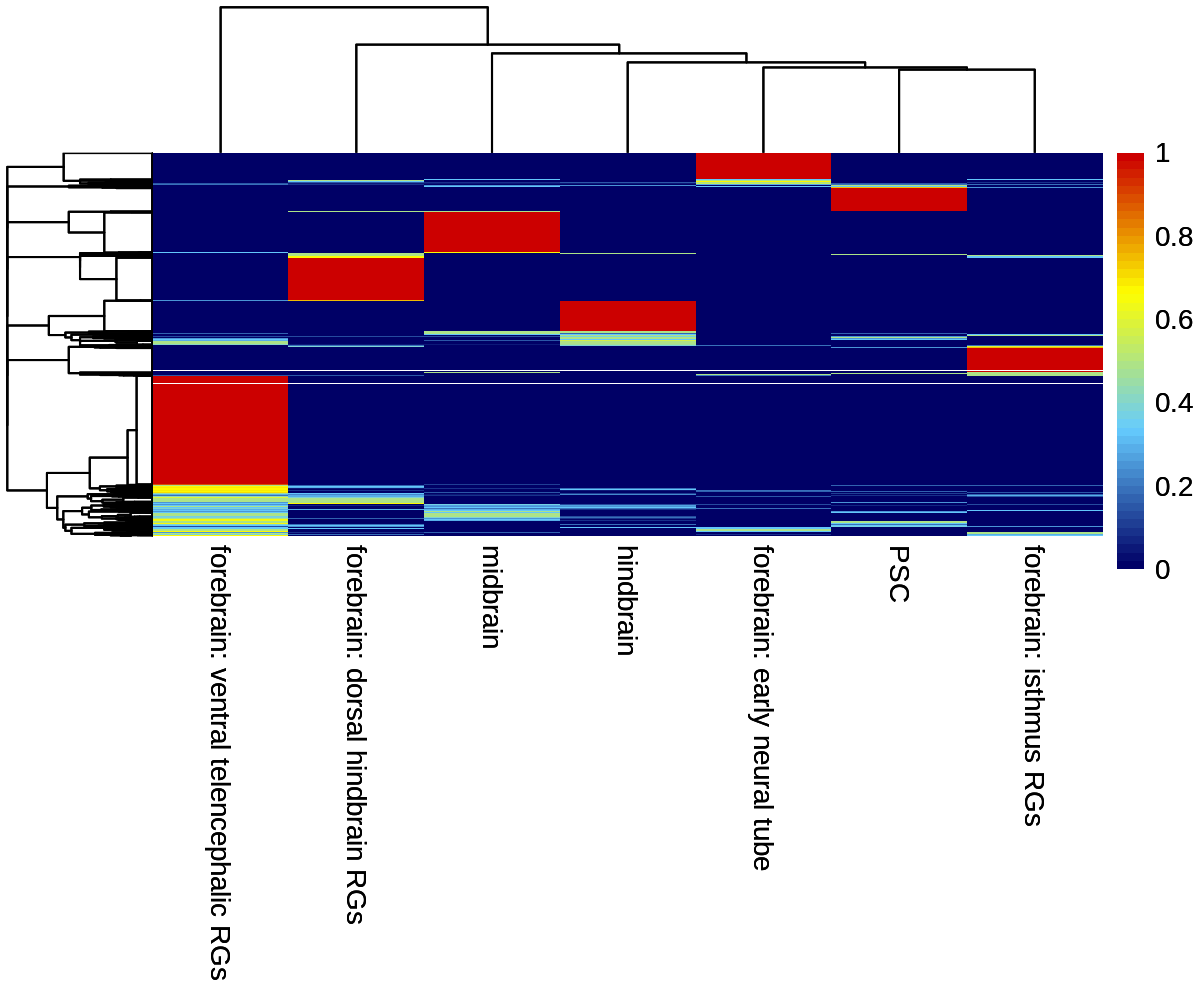 1
0.8
0.6
0.4
0.2
0
forebrain: ventral telencephalic RGs
forebrain: dorsal hindbrain RGs
midbrain
hindbrain
forebrain: early neural tube
PSC
forebrain: isthmus RGs